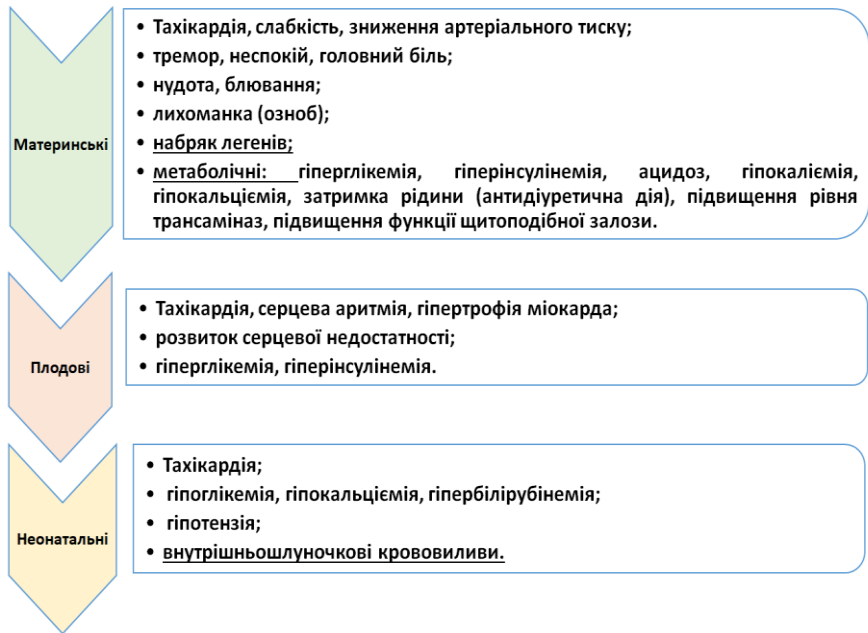 Материнські
• Тахікардія, слабкість, зниження артеріального тиску;
• тремор, неспокій, головний біль;
• нудота, блювання;
• лихоманка (озноб);
• набряк легенів;
• метаболічні: гіперглікемія, гіперінсулінемія, ацидоз, гіпокаліємія,
гіпокальціємія, затримка рідини (антидіуретична дія), підвищення рівня
трансаміназ, підвищення функції щитоподібної залози.
Плодові
• Тахікардія, серцева аритмія, гіпертрофія міокарда;
• розвиток серцевої недостатності;
• гіперглікемія, гіперінсулінемія.
Неонатальні
• Тахікардія;
• гіпоглікемія, гіпокальціємія, гіпербілірубінемія;
• гіпотензія;
• внутрішньошлуночкові крововиливи.